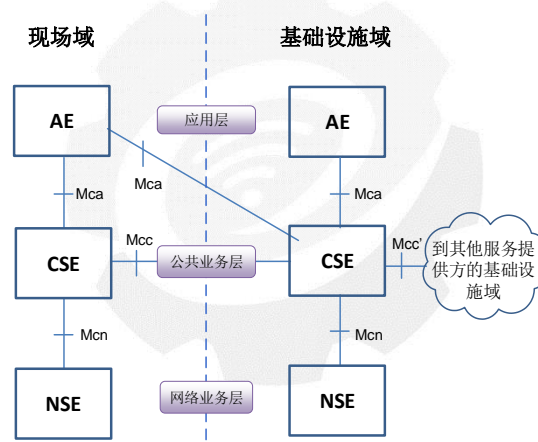 现场域
基础设施域
AE
应用层
AE
Mca
Mca
Mca
CSE
Mcc
公共业务层
CSE
Mcc’
到其他服务提
供方的基础设
施域
Mcn
Mcn
NSE
网络业务层
NSE